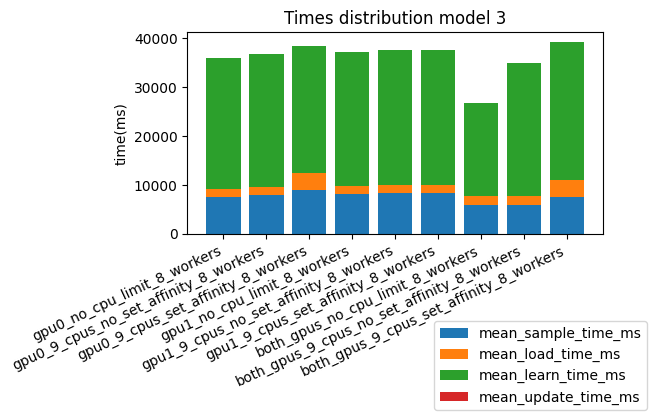 Times distribution model 3
time(ms)
40000
30000
20000
10000
0
gpu0_no_cpu_limit_8_workers
gpu0_9_cpus_no_set_affinity_8_workers
gpu0_9_cpus_set_affinity_8_workers
gpu1_no_cpu_limit_8_workers
gpu1_9_cpus_no_set_affinity_8_workers
gpu1_9_cpus_set_affinity_8_workers
both_gpus_no_cpu_limit_8_workers
both_gpus_9_cpus_no_set_affinity_8_workers
both_gpus_9_cpus_set_affinity_8_workers
mean_sample_time_ms
mean_load_time_ms
mean_learn_time_ms
mean_update_time_ms